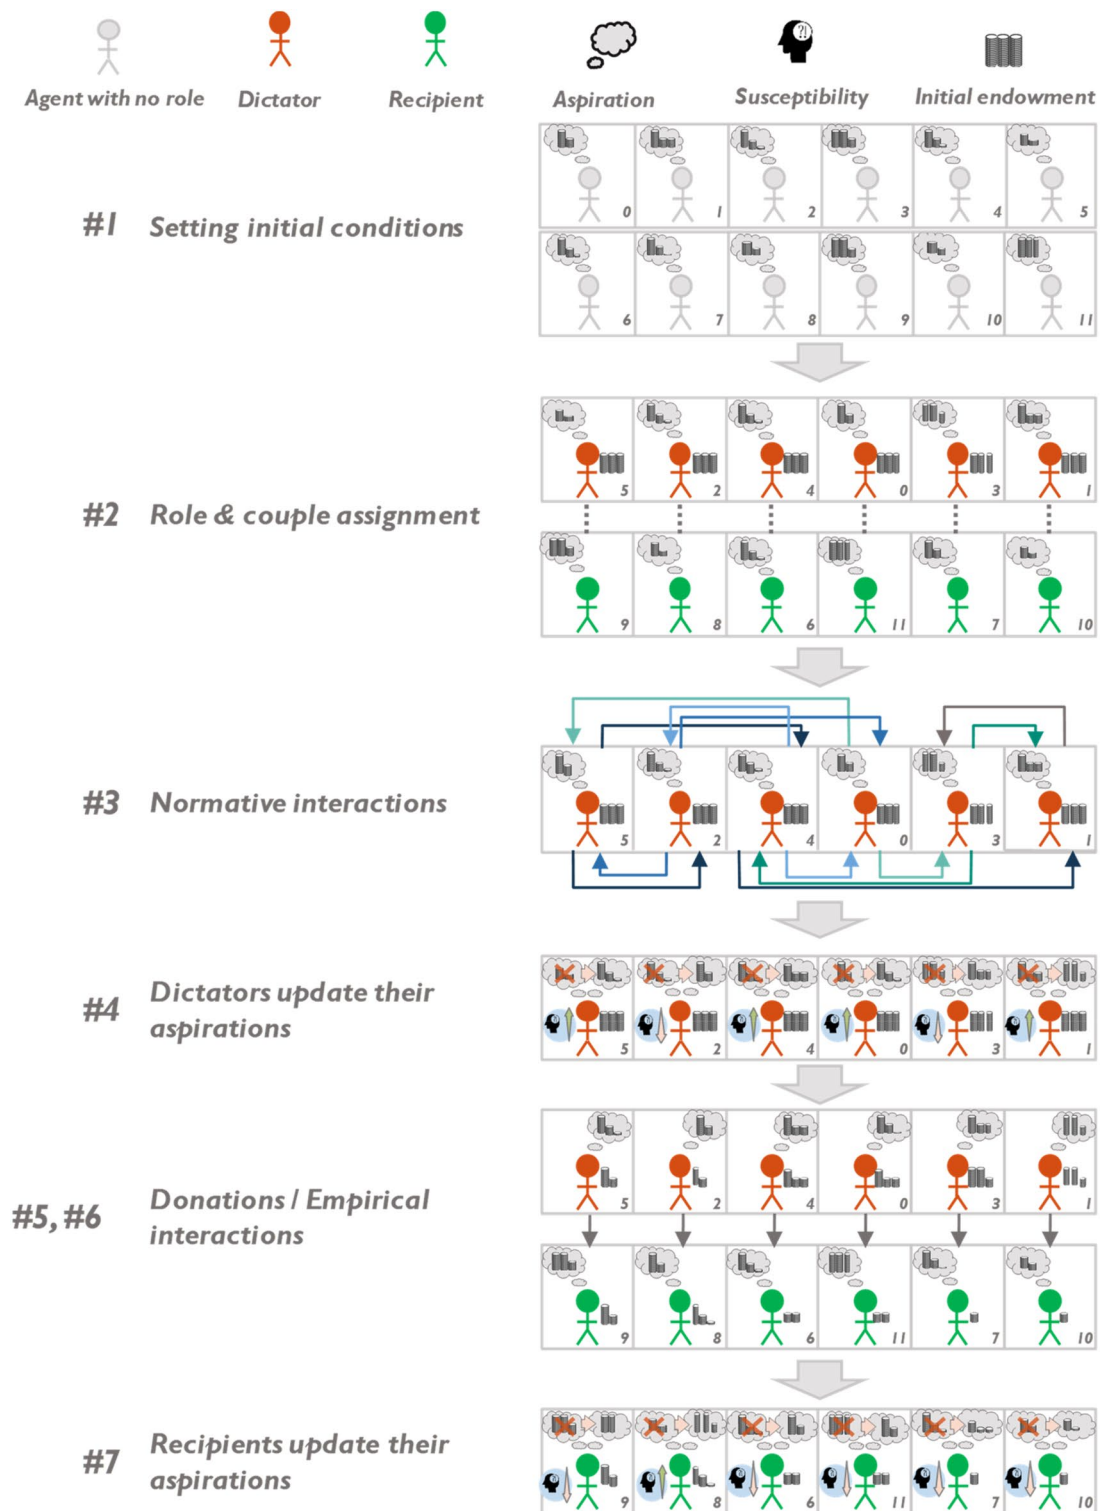 Agent with no role
Dictator
Recipient
Aspiration
Susceptibility
Initial endowment
?!
#1 Setting initial conditions
0 1 2 3 4 5
6 7 8 9 10 11
#2 Role & couple assignment
5 2 4 0 3 1
9 8 6 11 7 10
#3 Normative interactions
5 2 4 0 3 1
#4 Dictators update their
aspirations
5 2 4 0 3 1
#5, #6 Donations / Empirical
interactions
5 2 4 0 3 1
9 8 6 11 7 10
#7 Recipients update their
aspirations
9 8 6 11 7 10